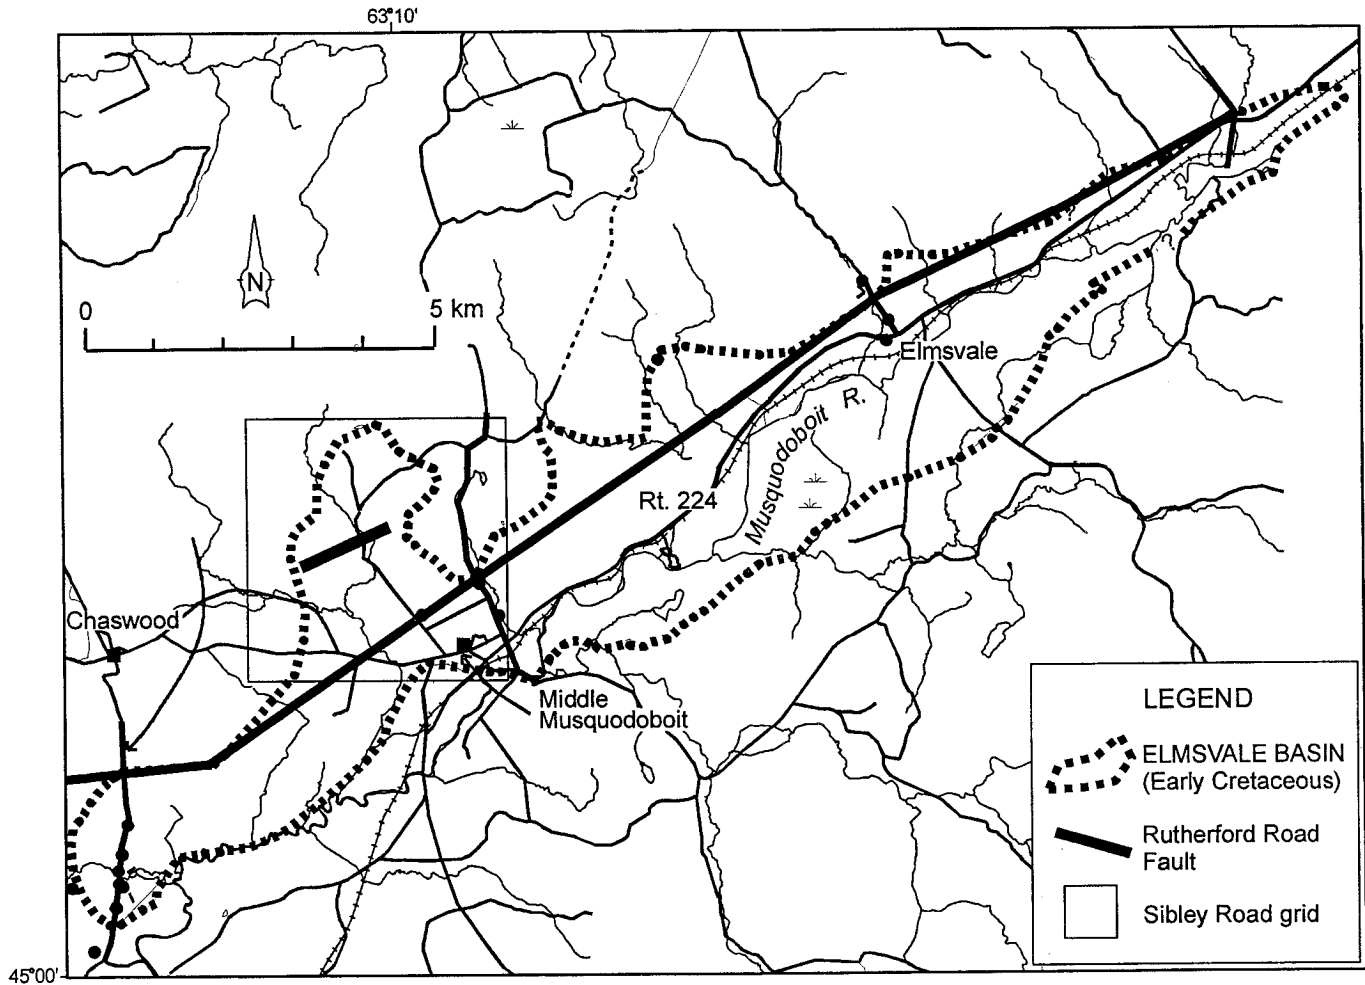 63°10'
N
0
5 km
Elmsvale
Musquodoboit R.
Rt. 224
Chaswood
Middle
Musquodoboit
LEGEND
ELMSVALE BASIN
(Early Cretaceous)
Rutherford Road
Fault
Sibley Road grid
45°00'